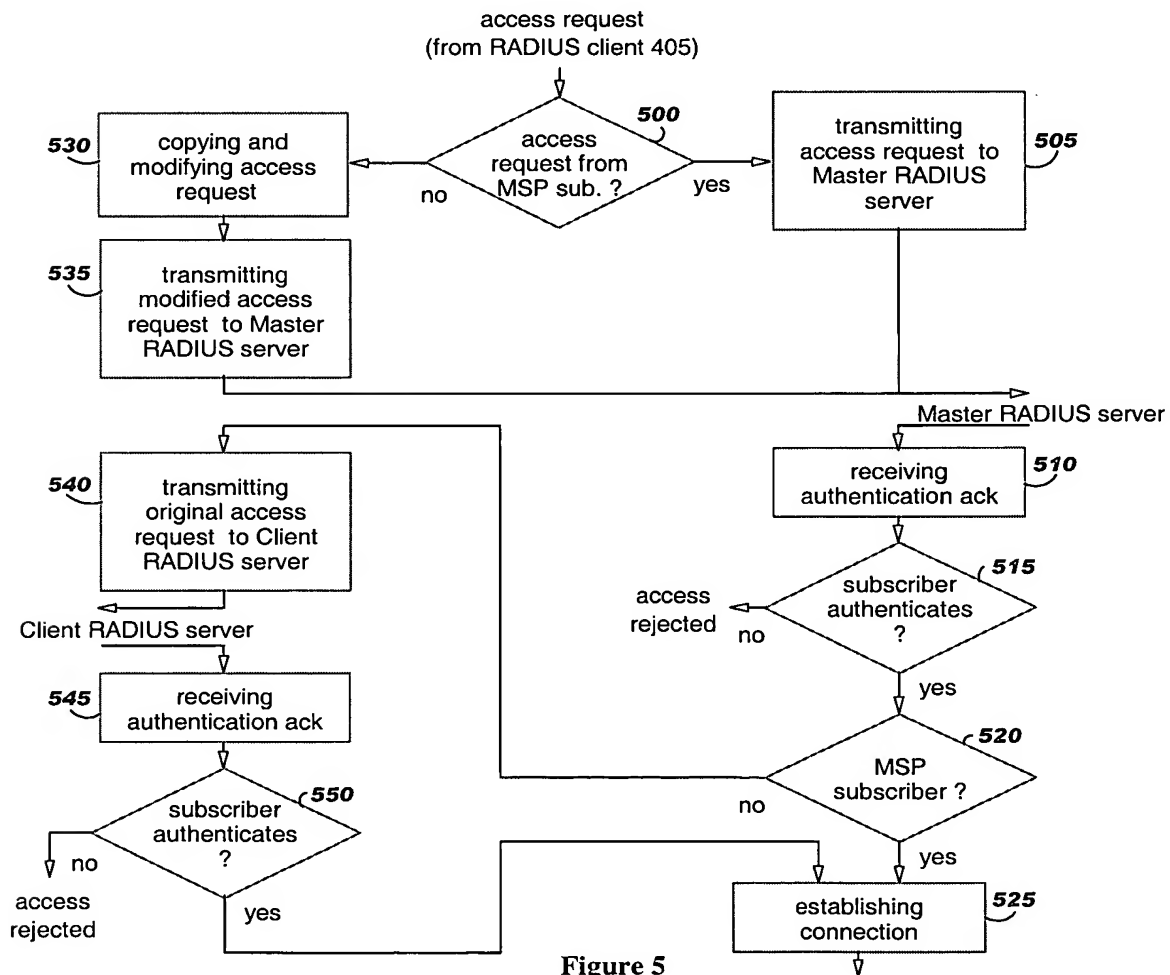 access request
(from RADIUS client 405)
500
access
request from
MSP sub. ?
no
yes
530
copying and
modifying access
request
transmitting
access request to
Master RADIUS
server
505
535
transmitting
modified access
request to Master
RADIUS server
Master RADIUS server
540
transmitting
original access
request to Client
RADIUS server
receiving
authentication ack
510
Client RADIUS server
subscriber
authenticates
?
515
access
rejected
no
yes
545
receiving
authentication ack
MSP
subscriber ?
520
no
yes
subscriber
authenticates
?
550
no
access
rejected
yes
establishing
connection
525
Figure 5